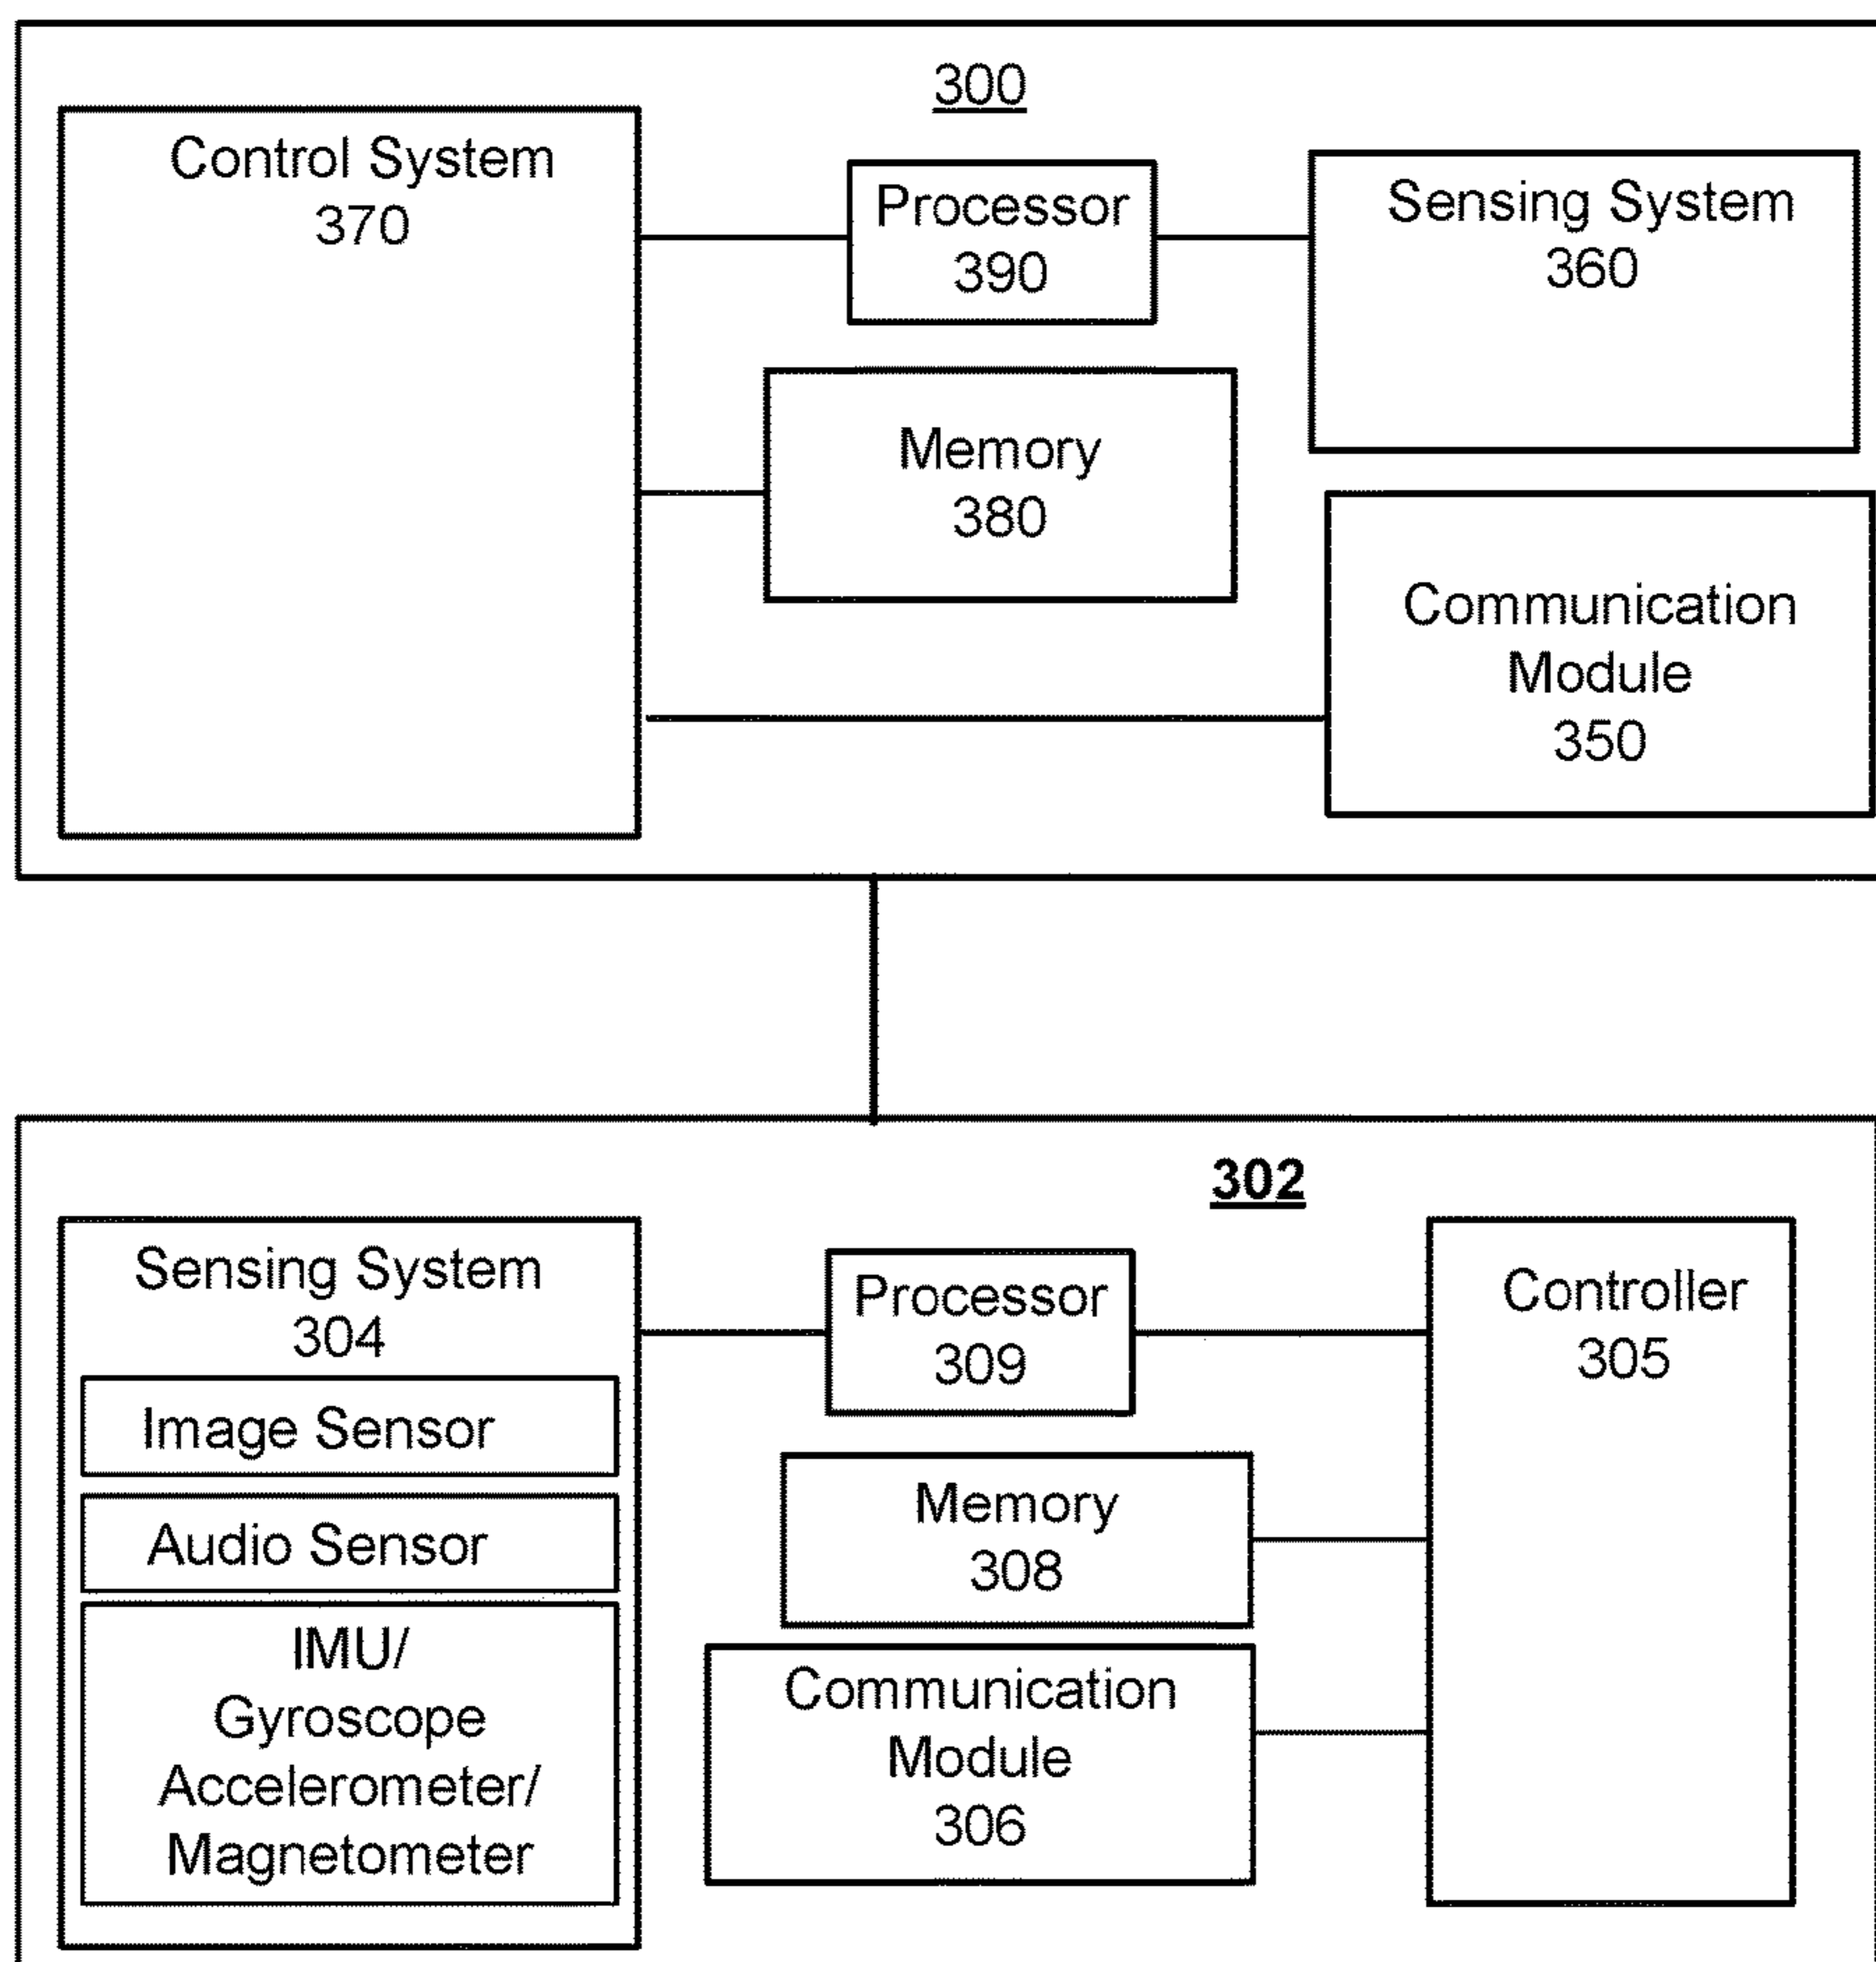 300
Control System
370
Processor
390
Sensing System
360
Memory
380
Communication
Module
350
302
Sensing System
304
Image Sensor
Audio Sensor
IMU/
Gyroscope
Accelerometer/
Magnetometer
Processor
309
Memory
308
Communication
Module
306
Controller
305